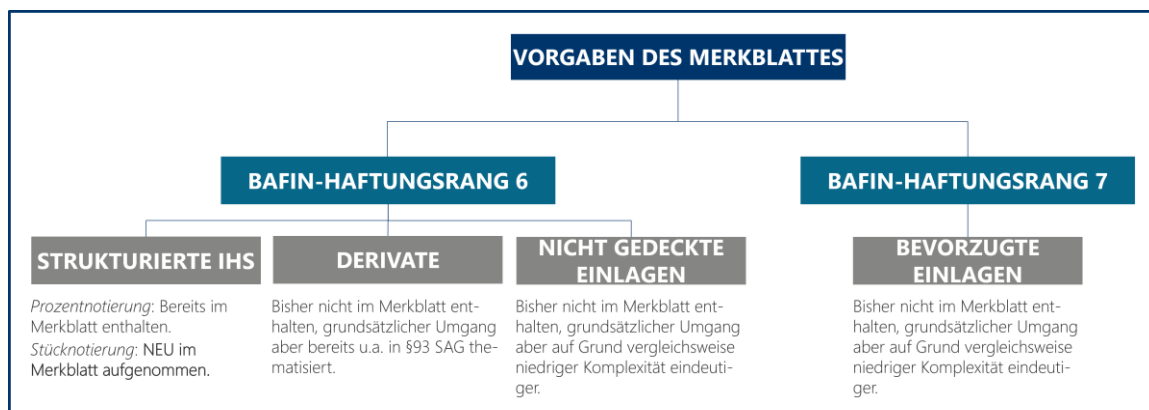 VORGABEN DES MERKBLATTES
BAFIN-HAFTUNGSRANG 6
BAFIN-HAFTUNGSRANG 7
STRUKTURIERTE IHS
Prozentnotierung: Bereits im
Merkblatt enthalten.
Stücknotierung: NEU im
Merkblatt aufgenommen.
DERIVATE
Bisher nicht im Merkblatt ent-
halten, grundsätzlicher Umgang
aber bereits u.a. in §93 SAG the-
matisiert.
NICHT GEDECKTE
EINLAGEN
Bisher nicht im Merkblatt ent-
halten, grundsätzlicher Umgang
aber auf Grund vergleichsweise
niedriger Komplexität eindeuti-
ger.
BEVORZUGTE
EINLAGEN
Bisher nicht im Merkblatt ent-
halten, grundsätzlicher Umgang
aber auf Grund vergleichsweise
niedriger Komplexität eindeuti-
ger.